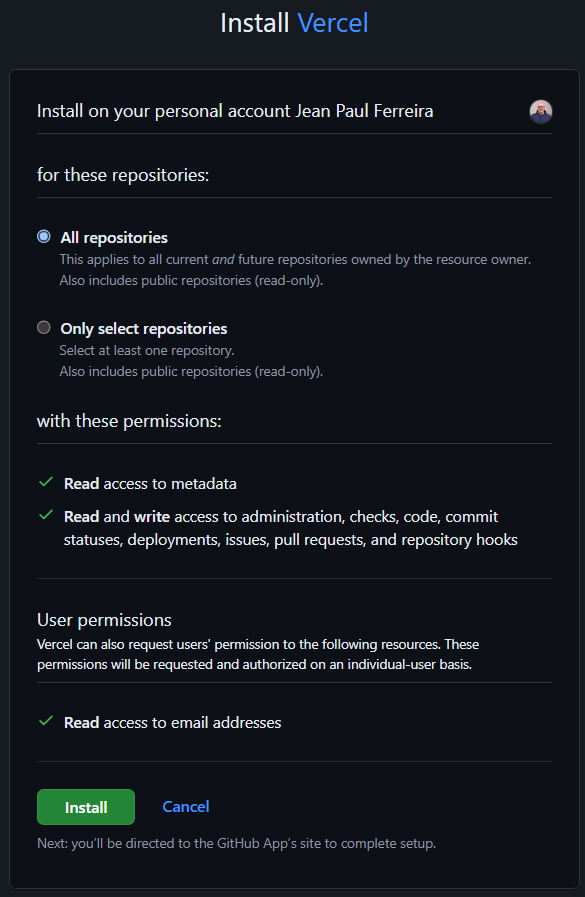 Install Vercel
Install on your personal account Jean Paul Ferreira
for these repositories:
All repositories
This applies to all current and future repositories owned by the resource owner.
Also includes public repositories (read-only).
Only select repositories
Select at least one repository.
Also includes public repositories (read-only).
with these permissions:
Read access to metadata
Read and write access to administration, checks, code, commit
statuses, deployments, issues, pull requests, and repository hooks
User permissions
Vercel can also request users' permission to the following resources. These
permissions will be requested and authorized on an individual-user basis.
Read access to email addresses
Install Cancel
Next: you'll be directed to the GitHub App's site to complete setup.